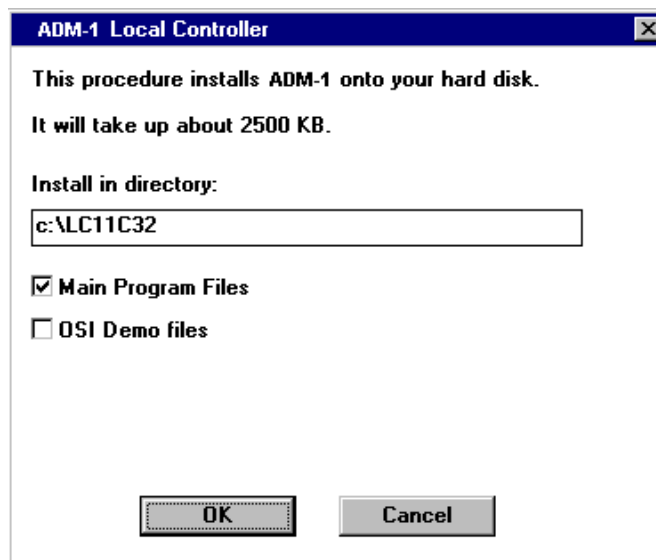 ADM-1 Local Controller
This procedure installs ADM-1 onto your hard disk.
It will take up about 2500 KB.
Install in directory:
c:\LC11C32
Main Program Files
OSI Demo files
OK Cancel